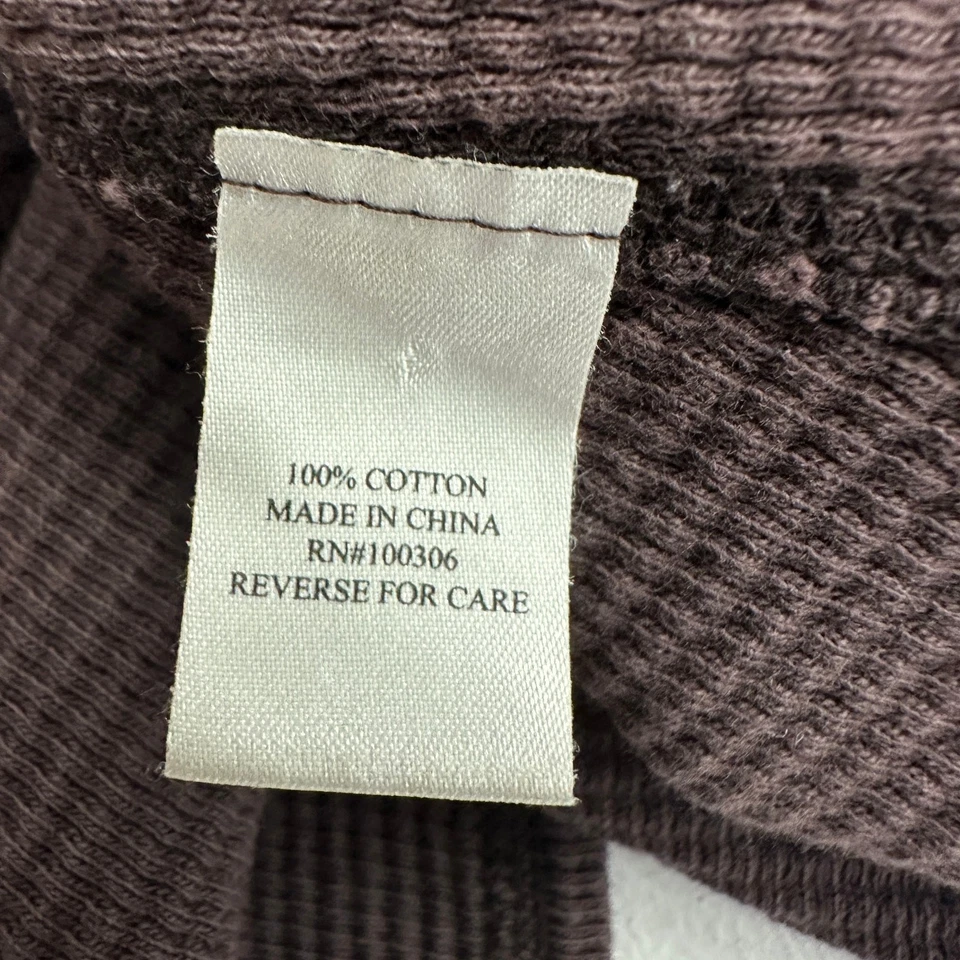 100% COTTON
MADE IN CHINA
RN#100306
REVERSE FOR CARE